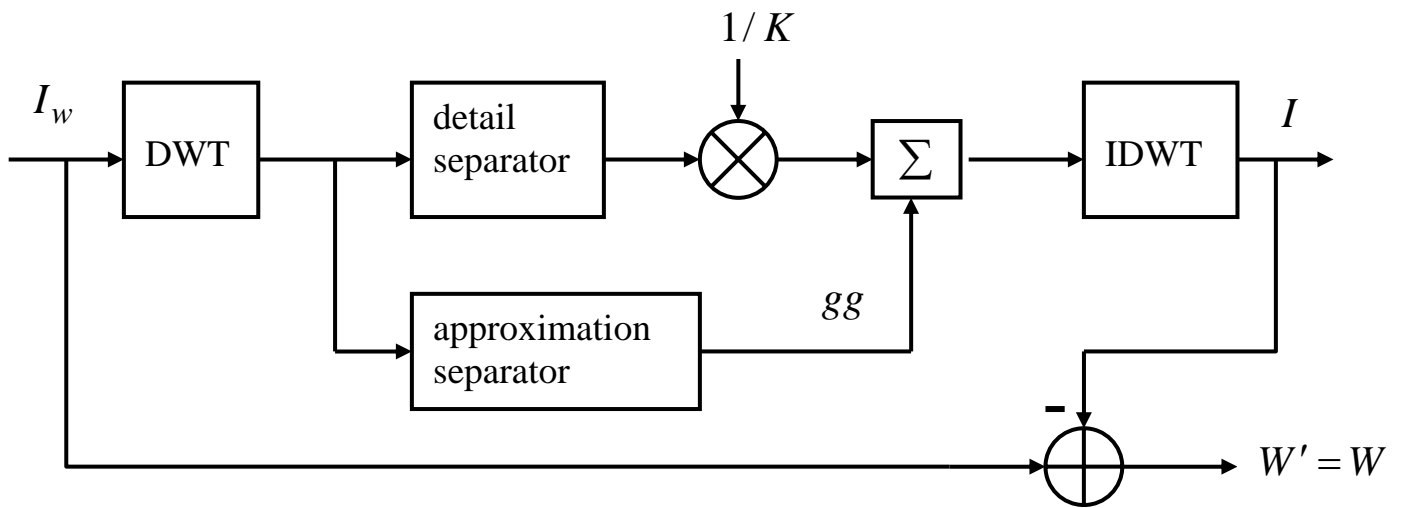 1/ K
I_w
DWT
detail
separator
∑
IDWT
I
gg
approximation
separator
-
W' = W